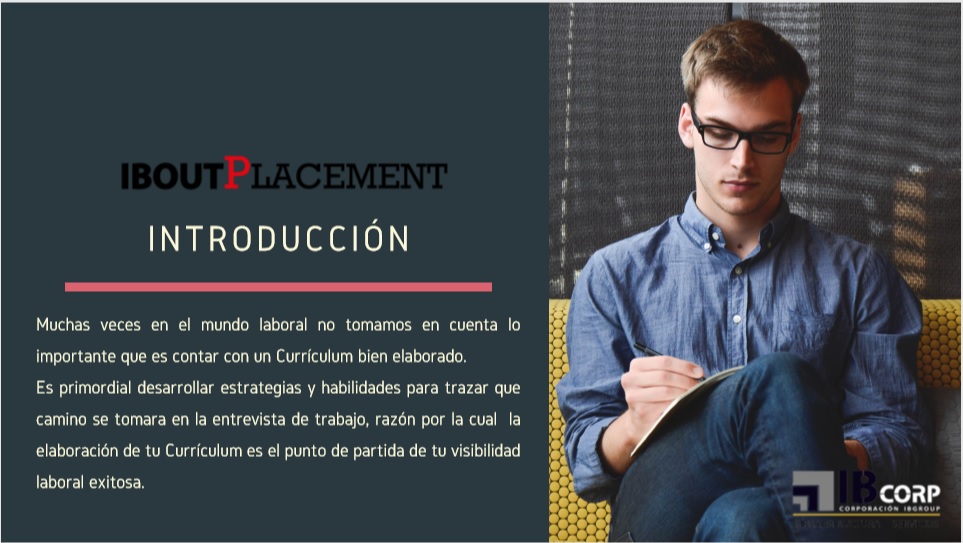 IBOUTPLACEMENT
INTRODUCCIÓN
Muchas veces en el mundo laboral no tomamos en cuenta lo
importante que es contar con un Currículum bien elaborado.
Es primordial desarrollar estrategias y habilidades para trazar que
camino se tomara en la entrevista de trabajo, razón por la cual la
elaboración de tu Currículum es el punto de partida de tu visibilidad
laboral exitosa.
IB CORP
CORPORACIÓN IBGROUP